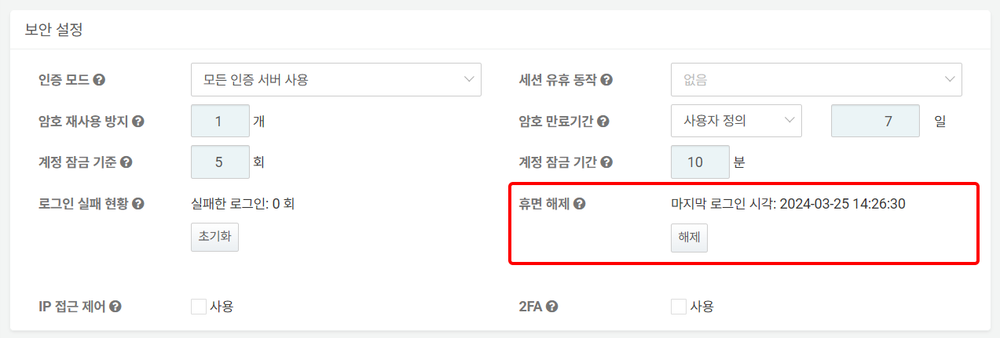 보안 설정
인증 모드 모든 인증 서버 사용 세션 유휴 동작 없음
암호 재사용 방지 1 개 암호 만료기간 사용자 정의 7 일
계정 잠금 기준 5 회 계정 잠금 기간 10 분
로그인 실패 현황 실패한 로그인: 0 회 휴면 해제 마지막 로그인 시각: 2024-03-25 14:26:30
초기화 해제
IP 접근 제어 사용 2FA 사용